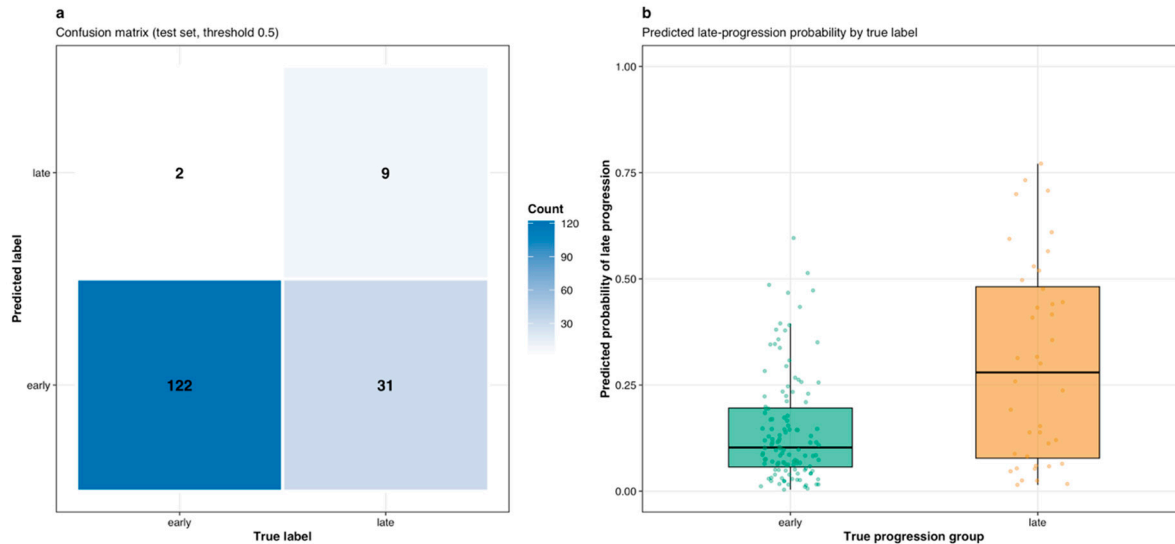 a
Confusion matrix (test set, threshold 0.5)
Predicted label
late
early
2
9
122
31
early
late
True label
Count
120
90
60
30
b
Predicted late-progression probability by true label
Predicted probability of late progression
1.00
0.75
0.50
0.25
0.00
early
late
True progression group